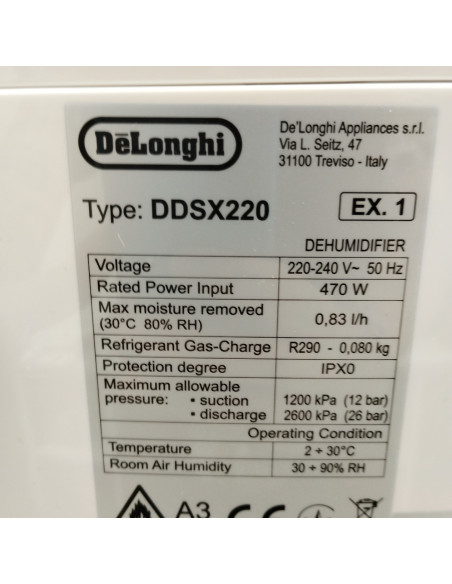 DēLonghi
De'Longhi Appliances s.r.l.
Via L. Seitz, 47
31100 Treviso - Italy
Type: DDSX220
EX. 1
DEHUMIDIFIER
Voltage 220-240 V~ 50 Hz
Rated Power Input 470 W
Max moisture removed
(30°C 80% RH) 0,83 l/h
Refrigerant Gas-Charge R290 - 0,080 kg
Protection degree IPX0
Maximum allowable
pressure: • suction 1200 kPa (12 bar)
• discharge 2600 kPa (26 bar)
Operating Condition
Temperature 2 ÷ 30°C
Room Air Humidity 30 ÷ 90% RH
A3 CE